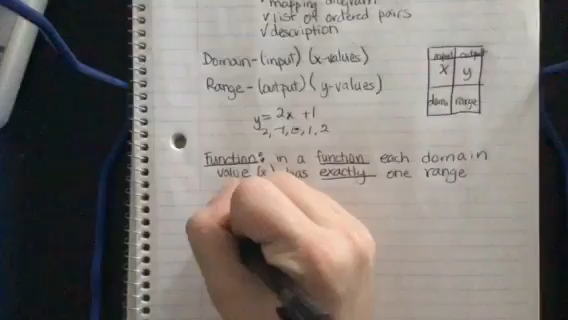 ✓mapping diagram
✓list of ordered pairs
✓description
Domain-(input) (x-values)
Range-(output) (y-values)
input output
x y
doma. range
y= 2x +1
2, -1, 0, 1, 2
Function: in a function each domain
value (x) has exactly one range